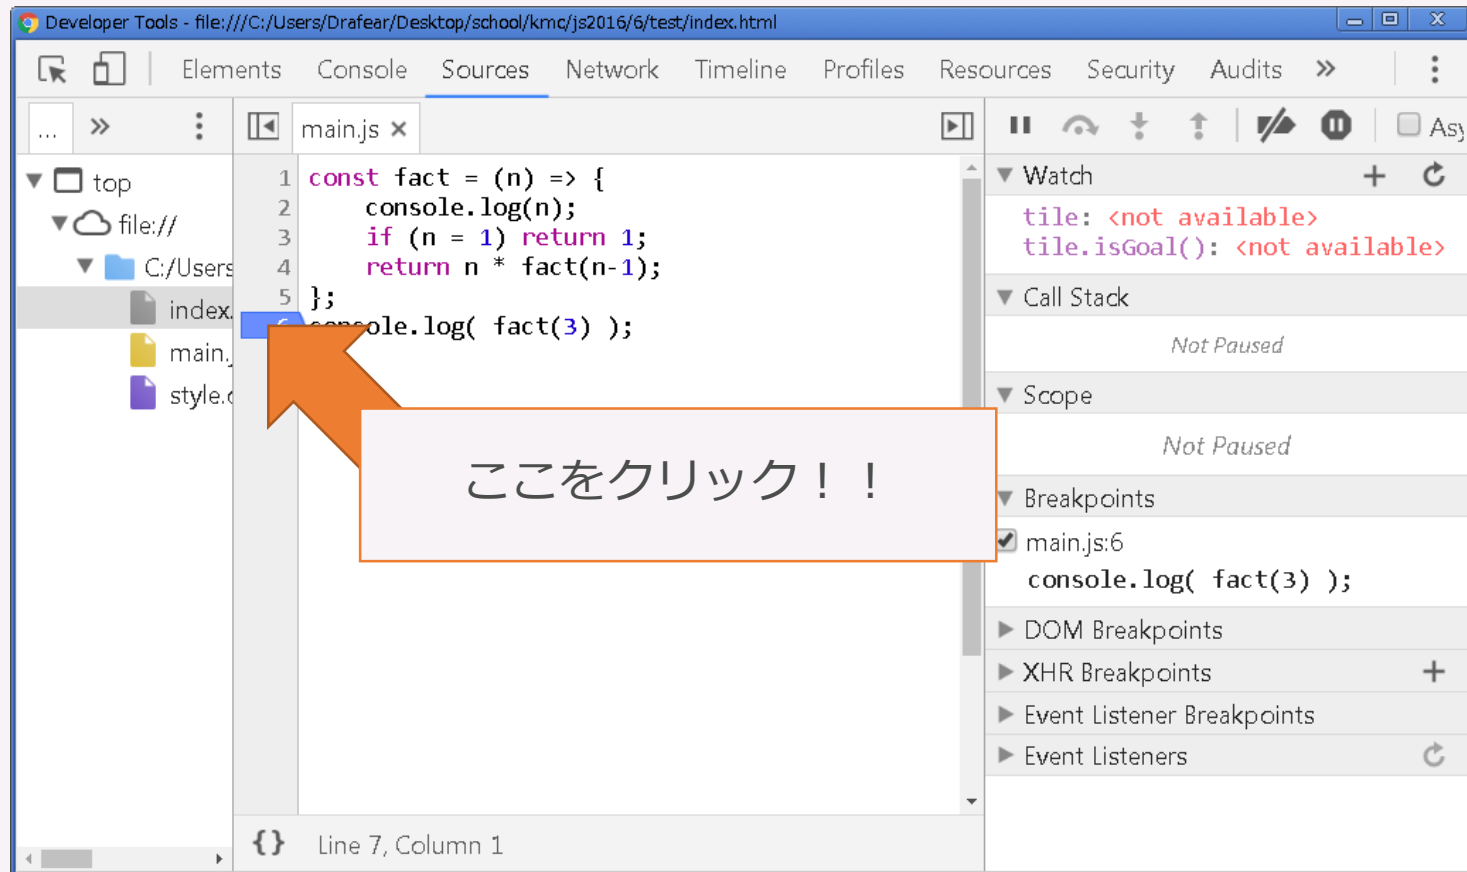 Developer Tools - file:///C:/Users/Drafear/Desktop/school/kmc/js2016/6/test/index.html
Elements Console Sources Network Timeline Profiles Resources Security Audits »
... » main.js × Asy
top
file://
C:/Users
index.
main.j
style.c
1 const fact = (n) => {
2 console.log(n);
3 if (n = 1) return 1;
4 return n * fact(n-1);
5 };
6 console.log( fact(3) );
ここをクリック！！
{} Line 7, Column 1
Watch
tile: <not available>
tile.isGoal(): <not available>
Call Stack
Not Paused
Scope
Not Paused
Breakpoints
main.js:6
console.log( fact(3) );
DOM Breakpoints
XHR Breakpoints
Event Listener Breakpoints
Event Listeners